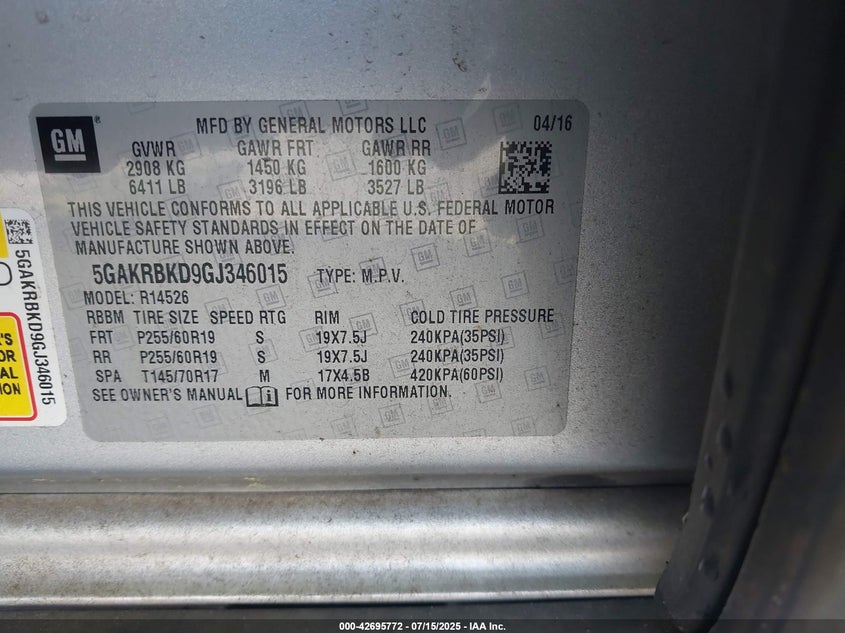 GM
MFD BY GENERAL MOTORS LLC 04/16
GVWR GAWR FRT GAWR RR
2908 KG 1450 KG 1600 KG
6411 LB 3196 LB 3527 LB
THIS VEHICLE CONFORMS TO ALL APPLICABLE U.S. FEDERAL MOTOR
VEHICLE SAFETY STANDARDS IN EFFECT ON THE DATE OF
MANUFACTURE SHOWN ABOVE.
5GAKRBKD9GJ346015 TYPE: M.P.V.
MODEL: R14526
RBBM TIRE SIZE SPEED RTG RIM COLD TIRE PRESSURE
FRT P255/60R19 S 19X7.5J 240KPA(35PSI)
RR P255/60R19 S 19X7.5J 240KPA(35PSI)
SPA T145/70R17 M 17X4.5B 420KPA(60PSI)
SEE OWNER'S MANUAL FOR MORE INFORMATION.
5GAKRBKD9GJ346015
000-42695772 - 07/15/2025 - IAA Inc.